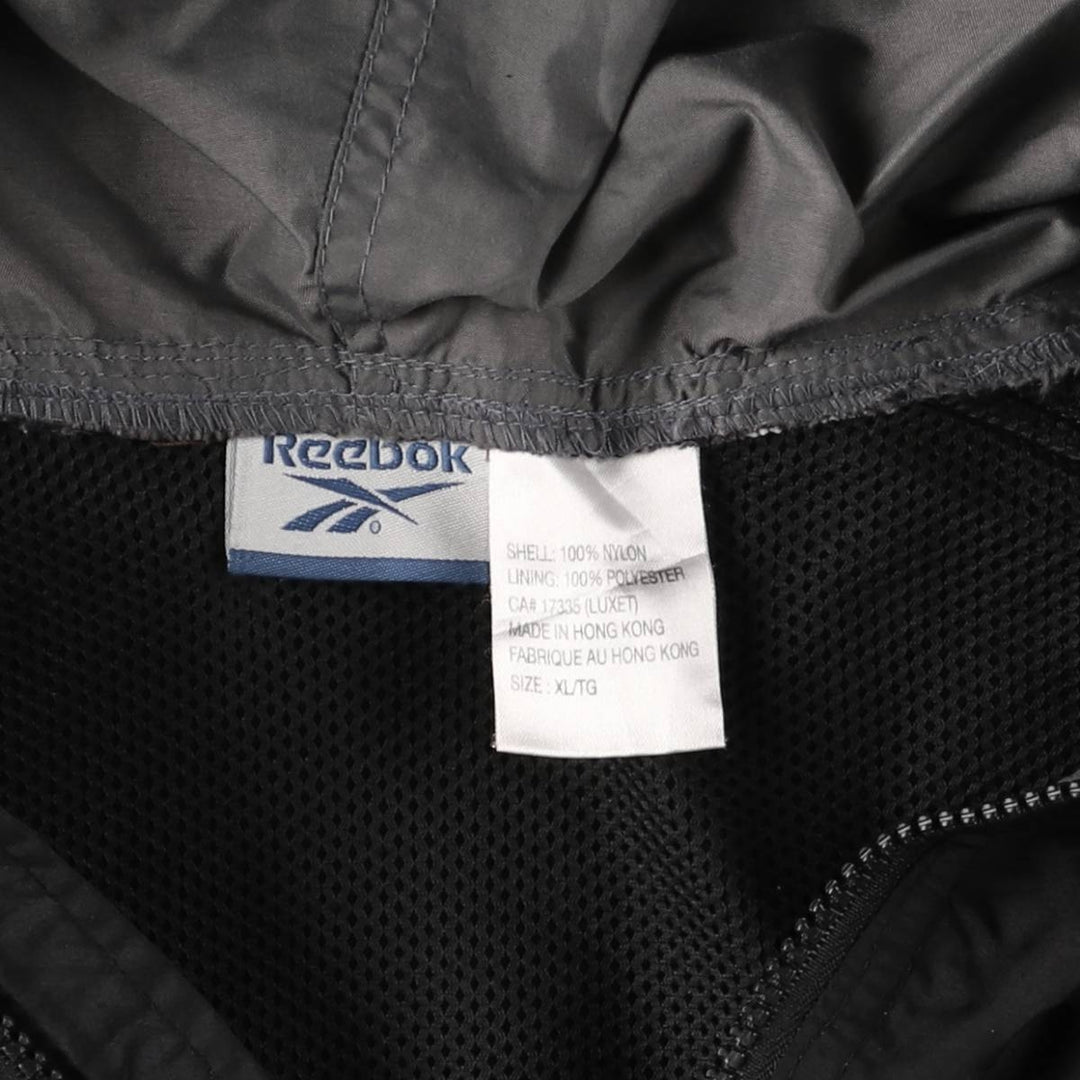 Reebok
SHELL: 100% NYLON
LINING: 100% POLYESTER
CA# 17335 (LUXET)
MADE IN HONG KONG
FABRIQUE AU HONG KONG
SIZE : XL/TG